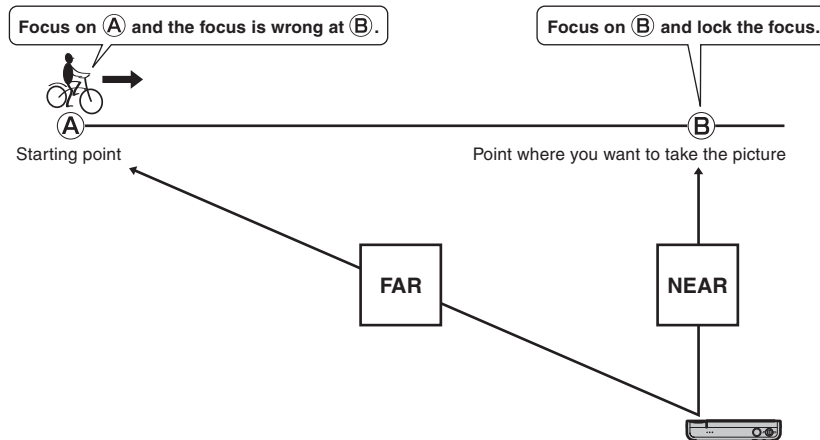 Focus on Ⓐ and the focus is wrong at Ⓑ.
Focus on Ⓑ and lock the focus.
Ⓐ
Ⓑ
Starting point
Point where you want to take the picture
FAR
NEAR